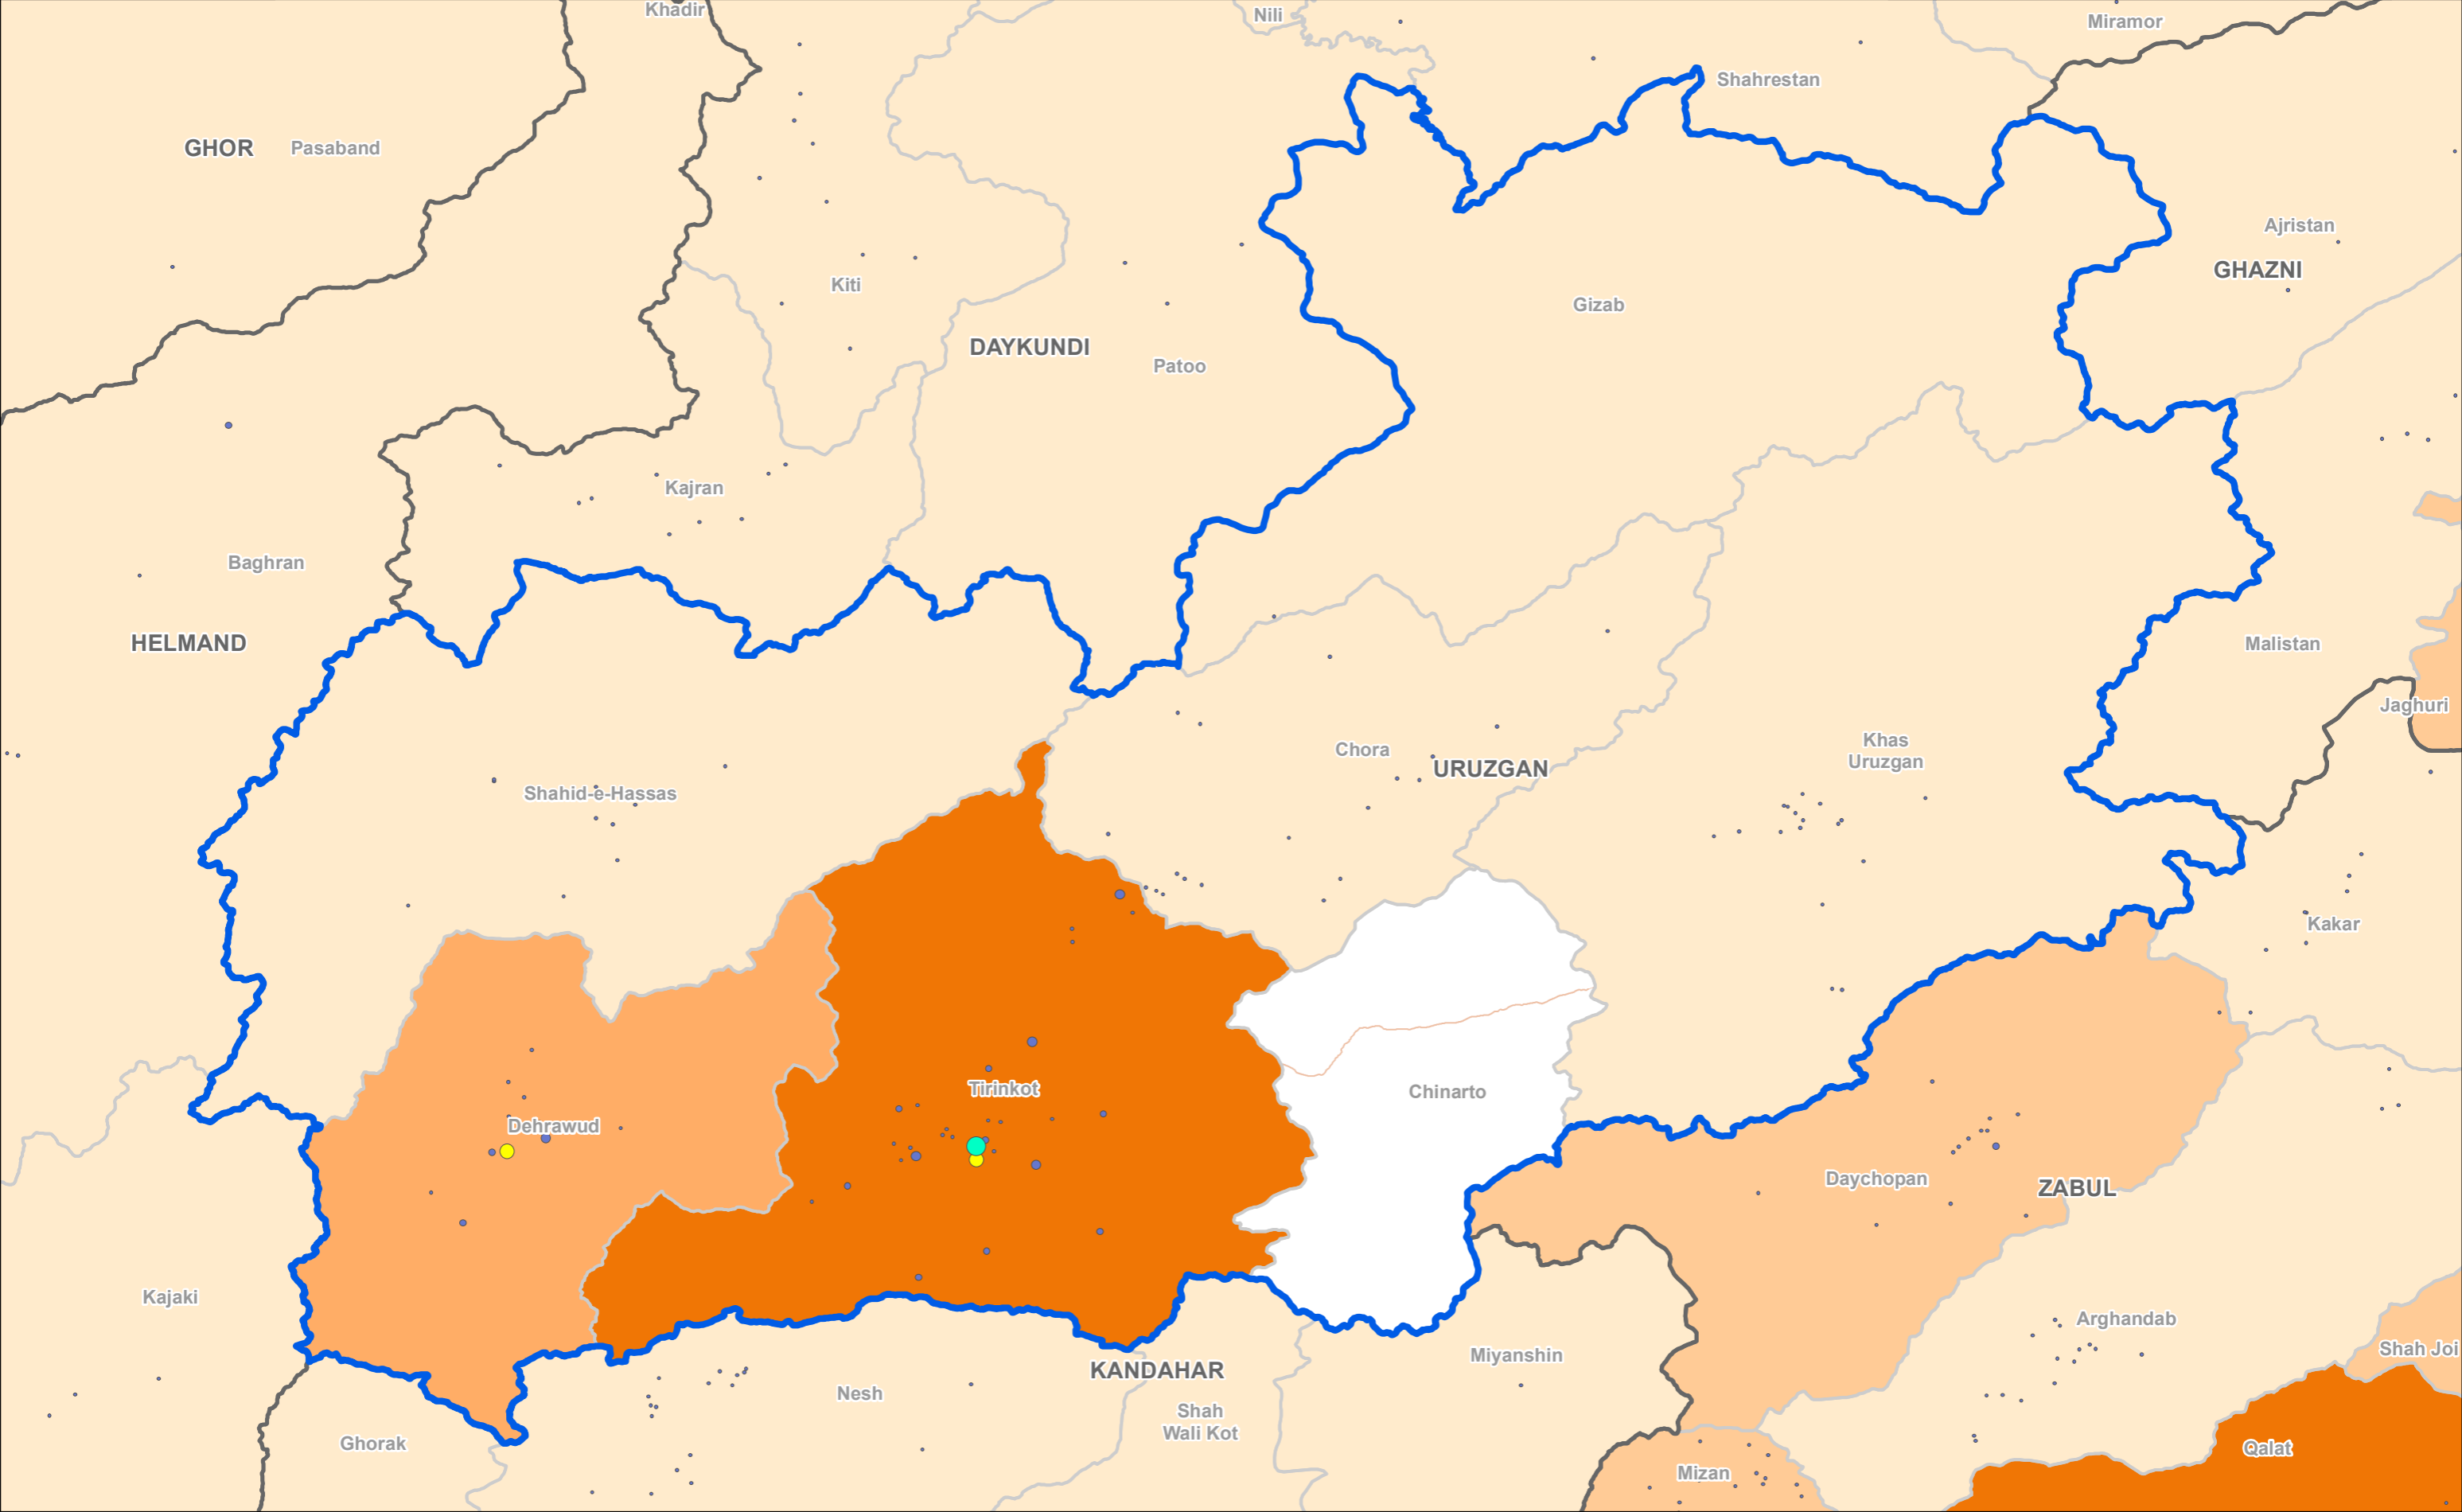 Khadir
Nili
Miramor
Shahrestan
GHOR
Pasaband
Ajristan
GHAZNI
Kiti
Gizab
DAYKUNDI
Patoo
Kajran
Baghran
HELMAND
Malistan
Jaghuri
Chora
URUZGAN
Khas
Uruzgan
Shahid-e-Hassas
Kakar
Tirinkot
Chinarto
Dehrawud
Daychopan
ZABUL
Kajaki
Arghandab
Shah Joi
Miyanshin
KANDAHAR
Nesh
Shah
Wali Kot
Ghorak
Qalat
Mizan